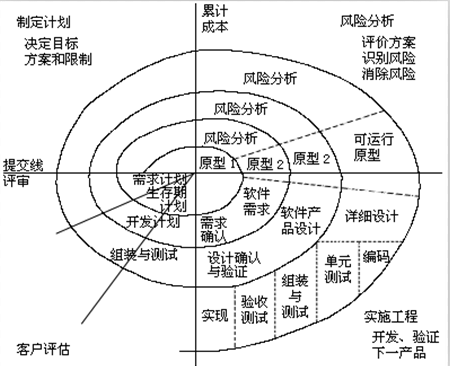 制定计划
决定目标
方案和限制
累计
成本
风险分析
评价方案
识别风险
消除风险
风险分析
风险分析
风险分析
可运行
原型
原型 1
原型 2
原型 2
提交线
评审
需求计划
生存期
计划
开发计划
组装与测试
软件
需求
需求
确认
软件产
品设计
详细设计
设计确认
与验证
实现
验收
测试
组装
与
测试
单元
测试
编码
客户评估
实施工程
开发、验证
下一产品